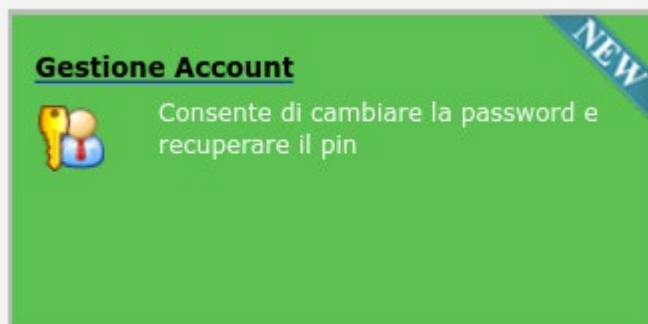 NEW
Gestione Account
Consente di cambiare la password e
recuperare il pin